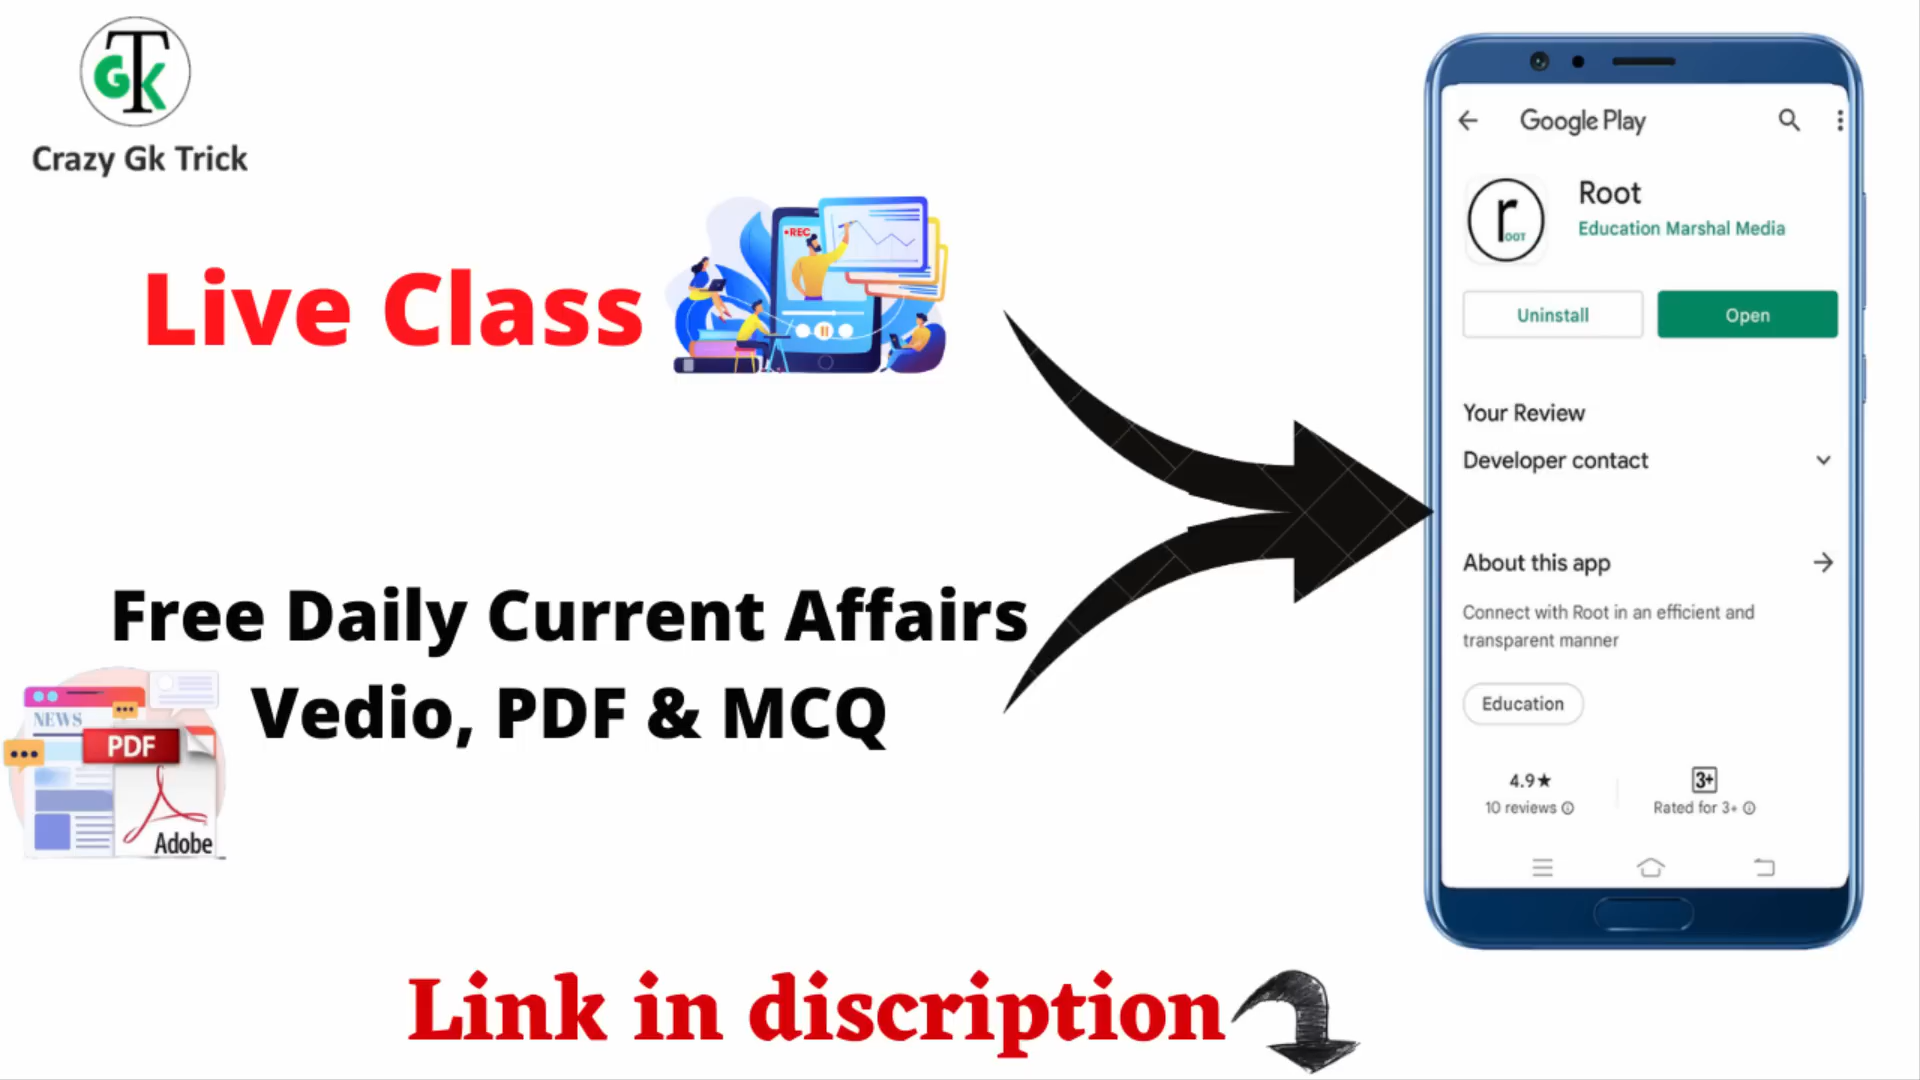 GTK
Crazy Gk Trick
Live Class
REC
Free Daily Current Affairs
Vedio, PDF & MCQ
NEWS
PDF
Adobe
Link in discription
Google Play
rOOT
Root
Education Marshal Media
Uninstall
Open
Your Review
Developer contact
About this app
Connect with Root in an efficient and
transparent manner
Education
4.9★
3+
10 reviews
Rated for 3+